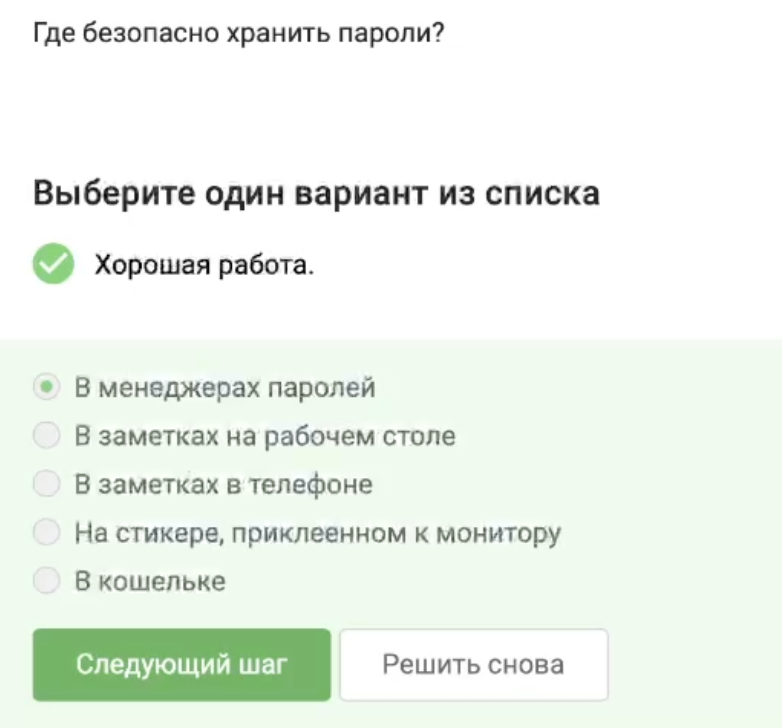 Где безопасно хранить пароли?
Выберите один вариант из списка
Хорошая работа.
В менеджерах паролей
В заметках на рабочем столе
В заметках в телефоне
На стикере, приклеенном к монитору
В кошельке
Следующий шаг
Решить снова